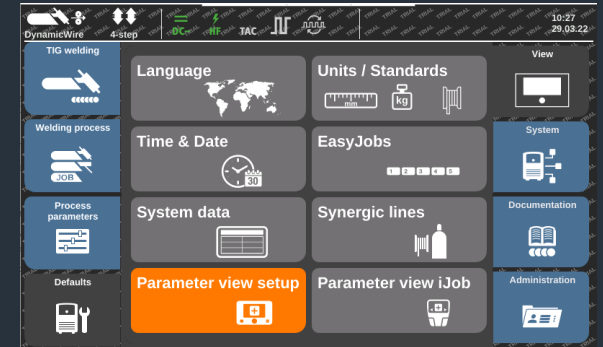 DynamicWire
4-step
DC-
HF
TAC
10:27
29.03.22
TIG welding
Welding process
JOB
Process
parameters
Defaults
Language
Units / Standards
mm
kg
Time & Date
30
EasyJobs
1 2 3 4 5
System data
Synergic lines
Parameter view setup
Parameter view iJob
View
System
Documentation
Administration
TRIAL